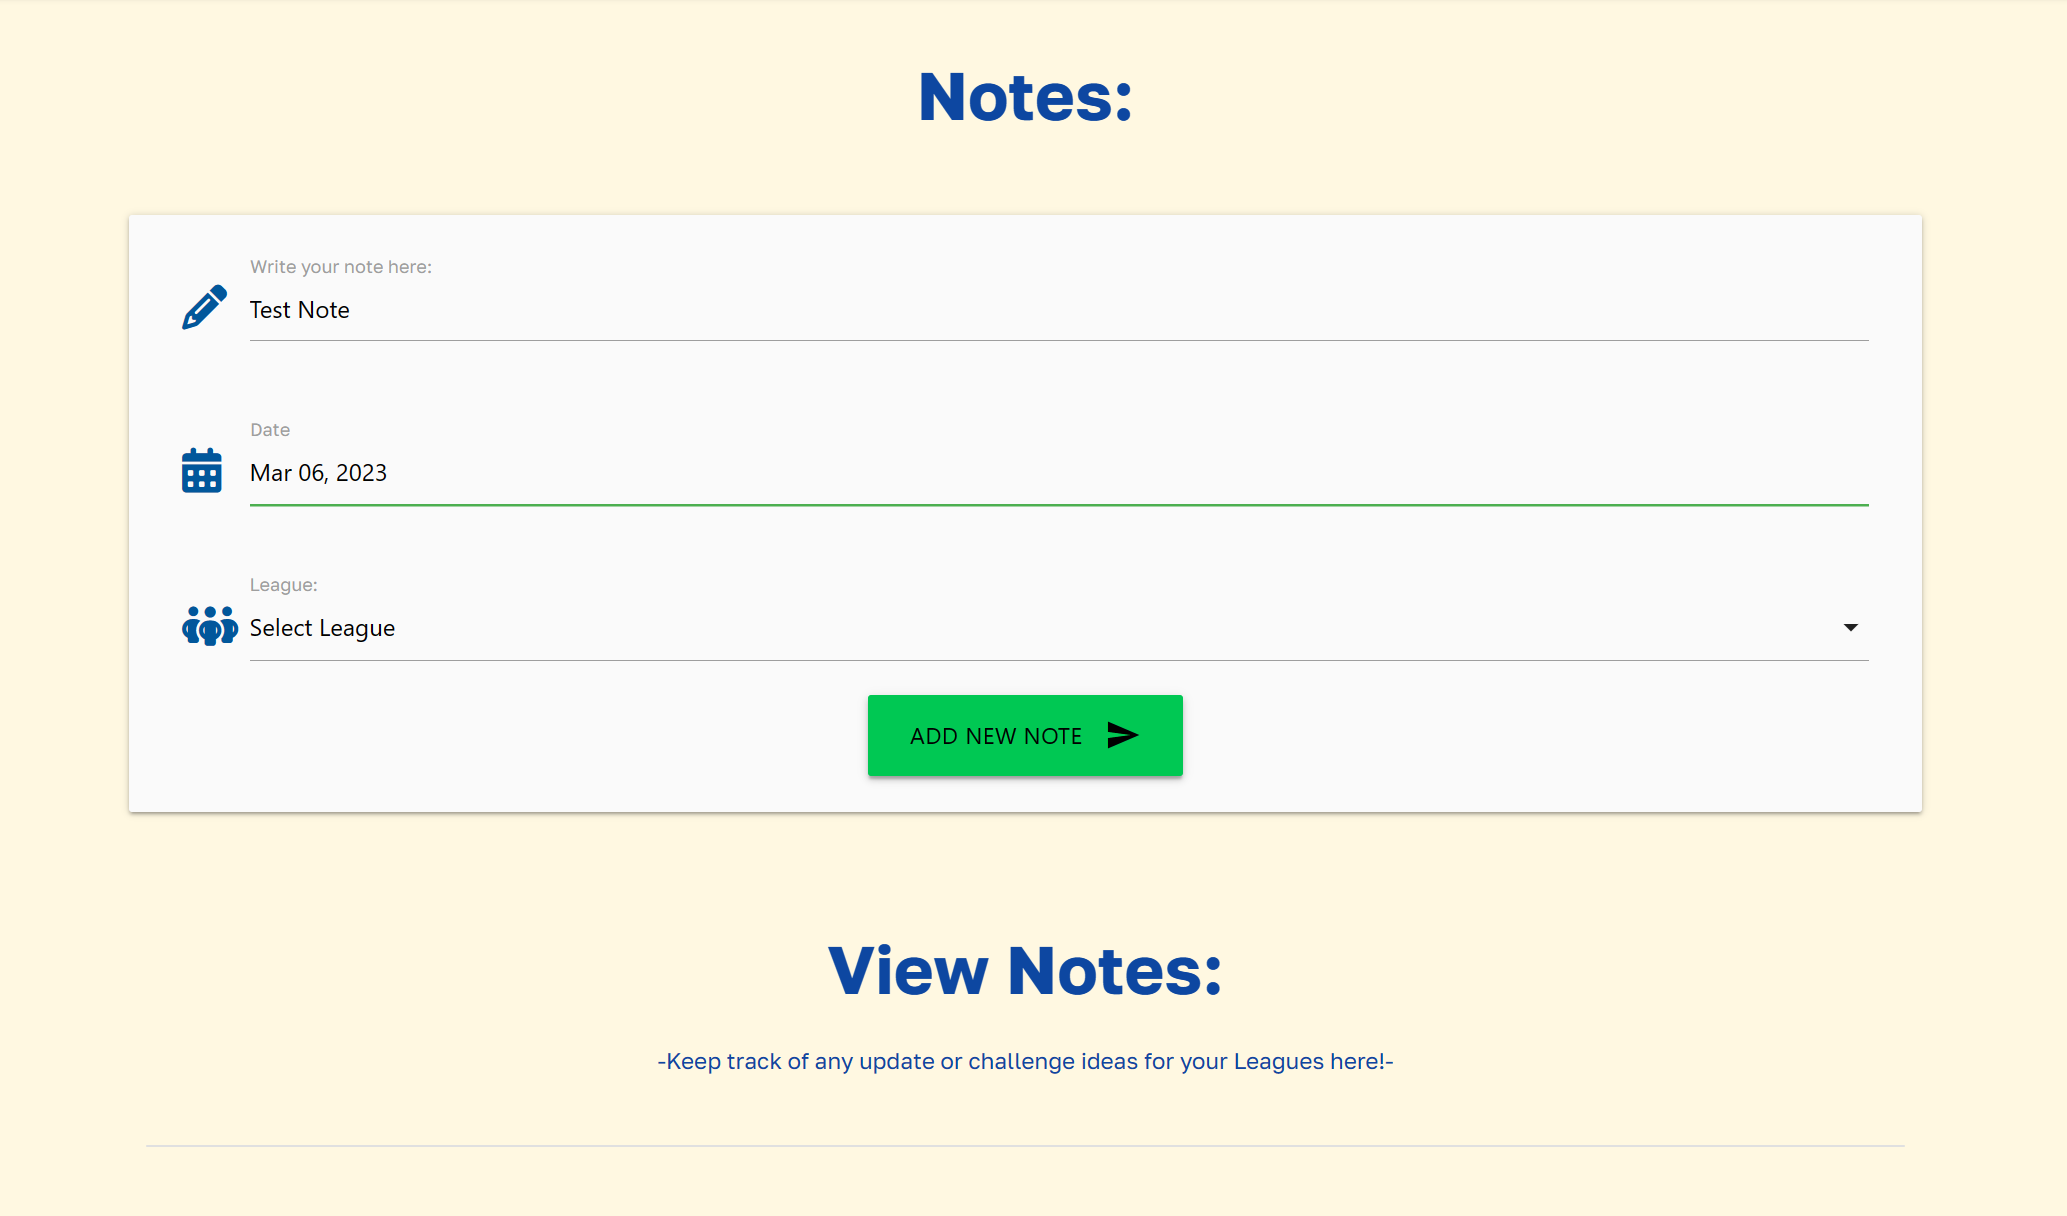 Notes:
Write your note here:
Test Note
Date
Mar 06, 2023
League:
Select League
ADD NEW NOTE
View Notes:
-Keep track of any update or challenge ideas for your Leagues here!-